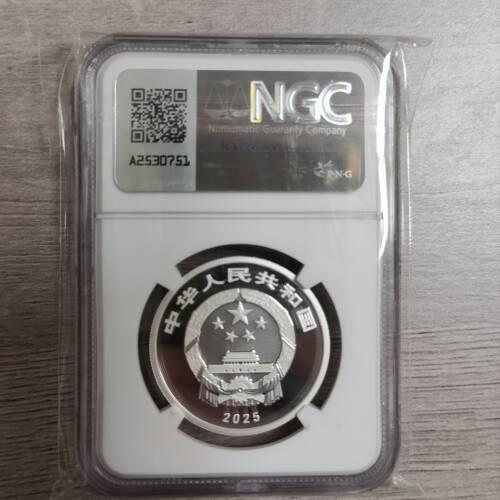 NGC
Numismatic Guaranty Company
A2530751
P·N·G
中华人民共和国
2025